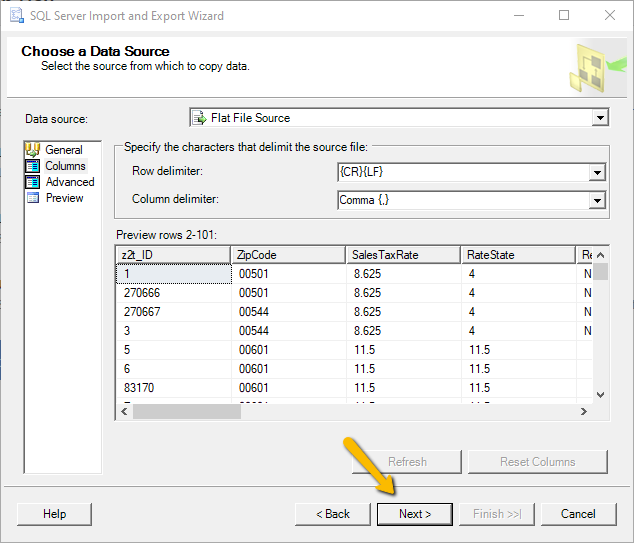 SQL Server Import and Export Wizard
Choose a Data Source
Select the source from which to copy data.
Data source: Flat File Source
General
Columns
Advanced
Preview
Specify the characters that delimit the source file:
Row delimiter: {CR}{LF}
Column delimiter: Comma {,}
Preview rows 2-101:
z2t_ID ZipCode SalesTaxRate RateState Re
1 00501 8.625 4 N
270666 00501 8.625 4 N
270667 00544 8.625 4 N
3 00544 8.625 4 N
5 00601 11.5 11.5
6 00601 11.5 11.5
83170 00601 11.5 11.5
Refresh Reset Columns
Help < Back Next > Finish >>| Cancel